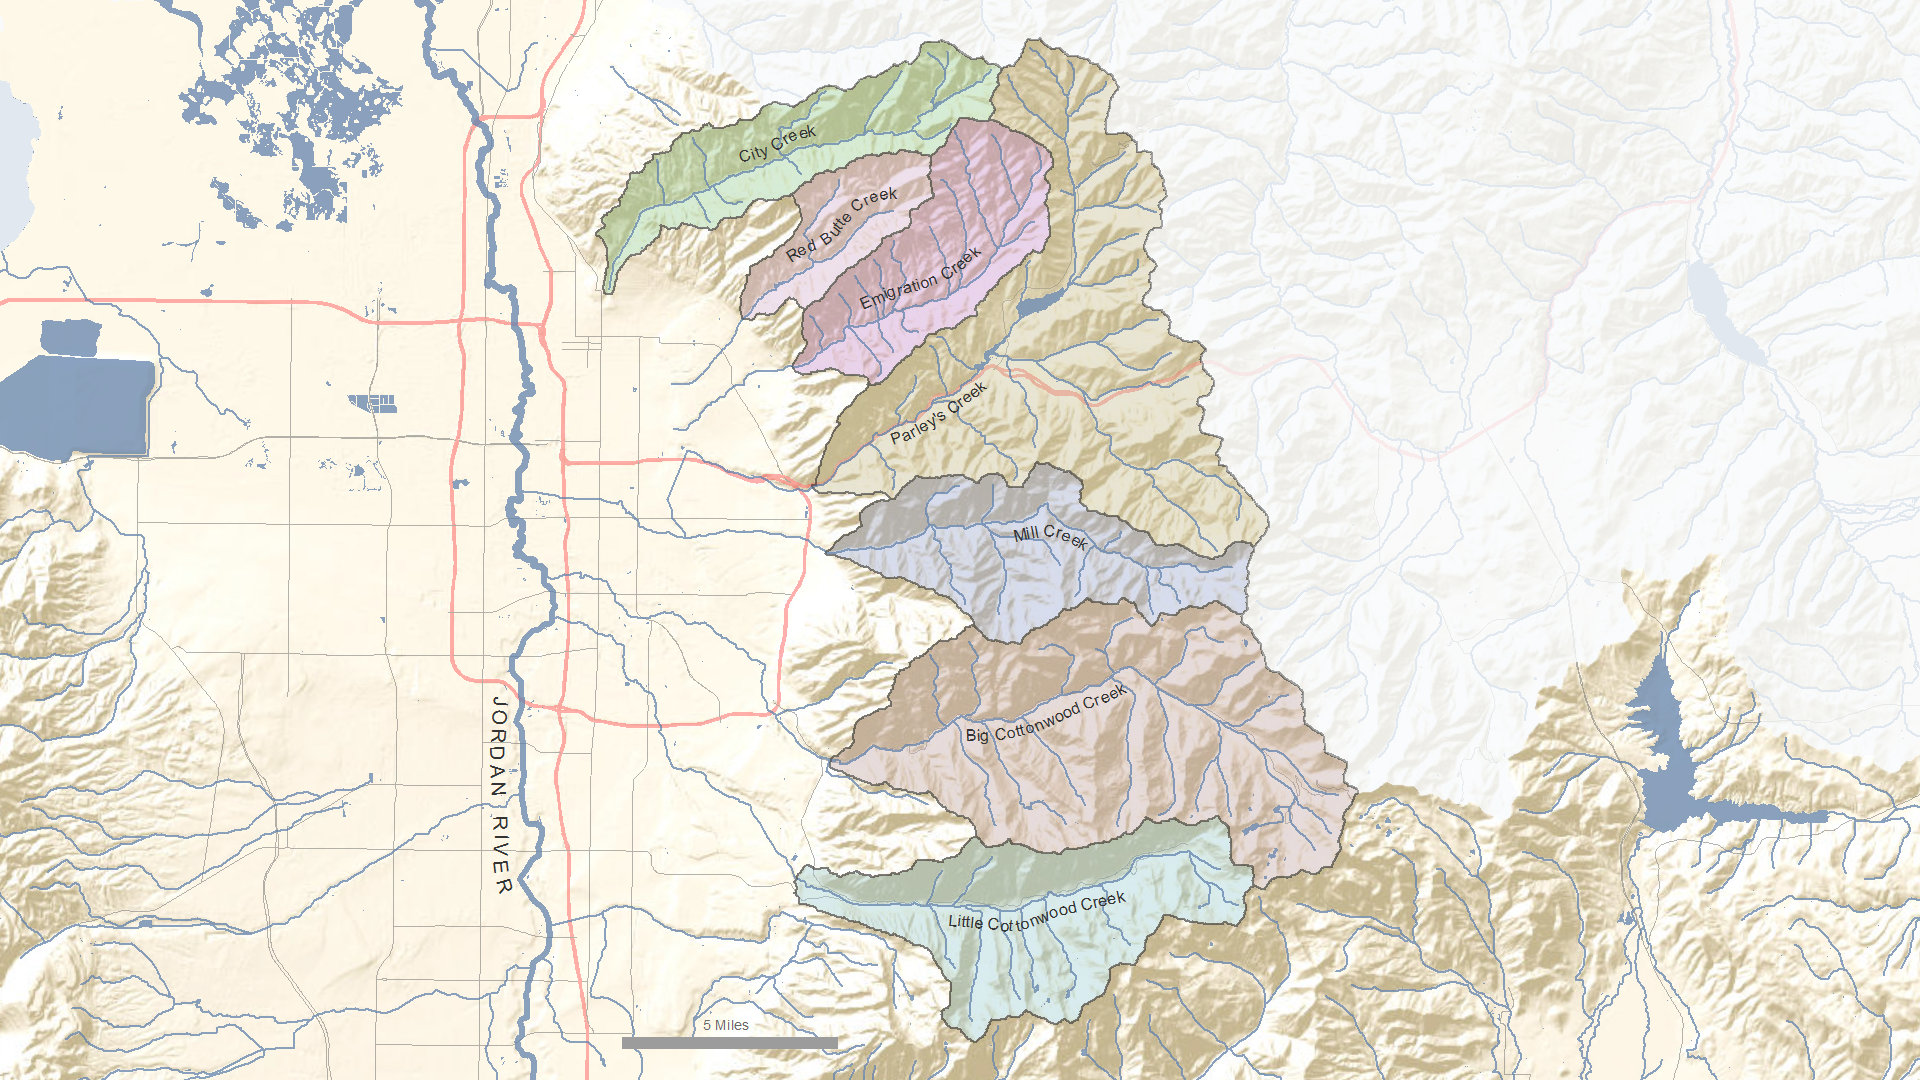 City Creek
Red Butte Creek
Emigration Creek
Parley's Creek
Mill Creek
Big Cottonwood Creek
JORDAN RIVER
Little Cottonwood Creek
5 Miles